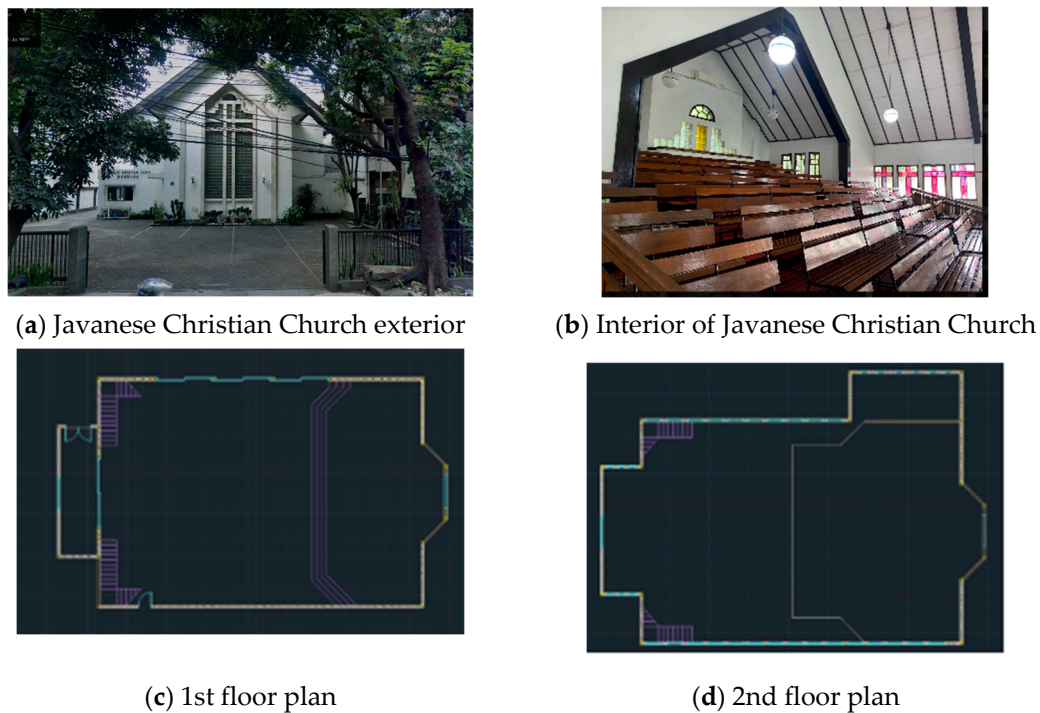 (a) Javanese Christian Church exterior
(b) Interior of Javanese Christian Church
(c) 1st floor plan
(d) 2nd floor plan